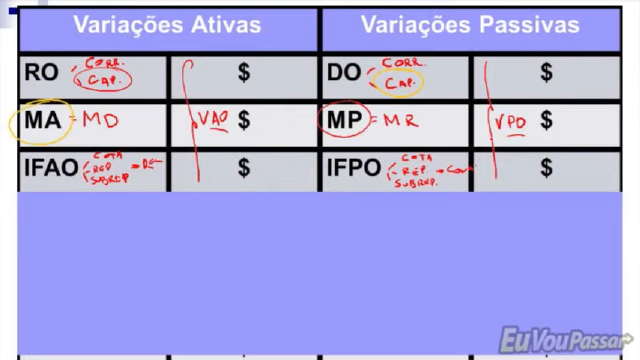 Variações Ativas Variações Passivas
RO CORR. CAP. $ DO CORR. CAP. $
MA = MD VAO $ MP = MR VPO $
IFAO COTA REP SUBREP $ IFPO COTA REP. SUBREP. $
EuVouPassar